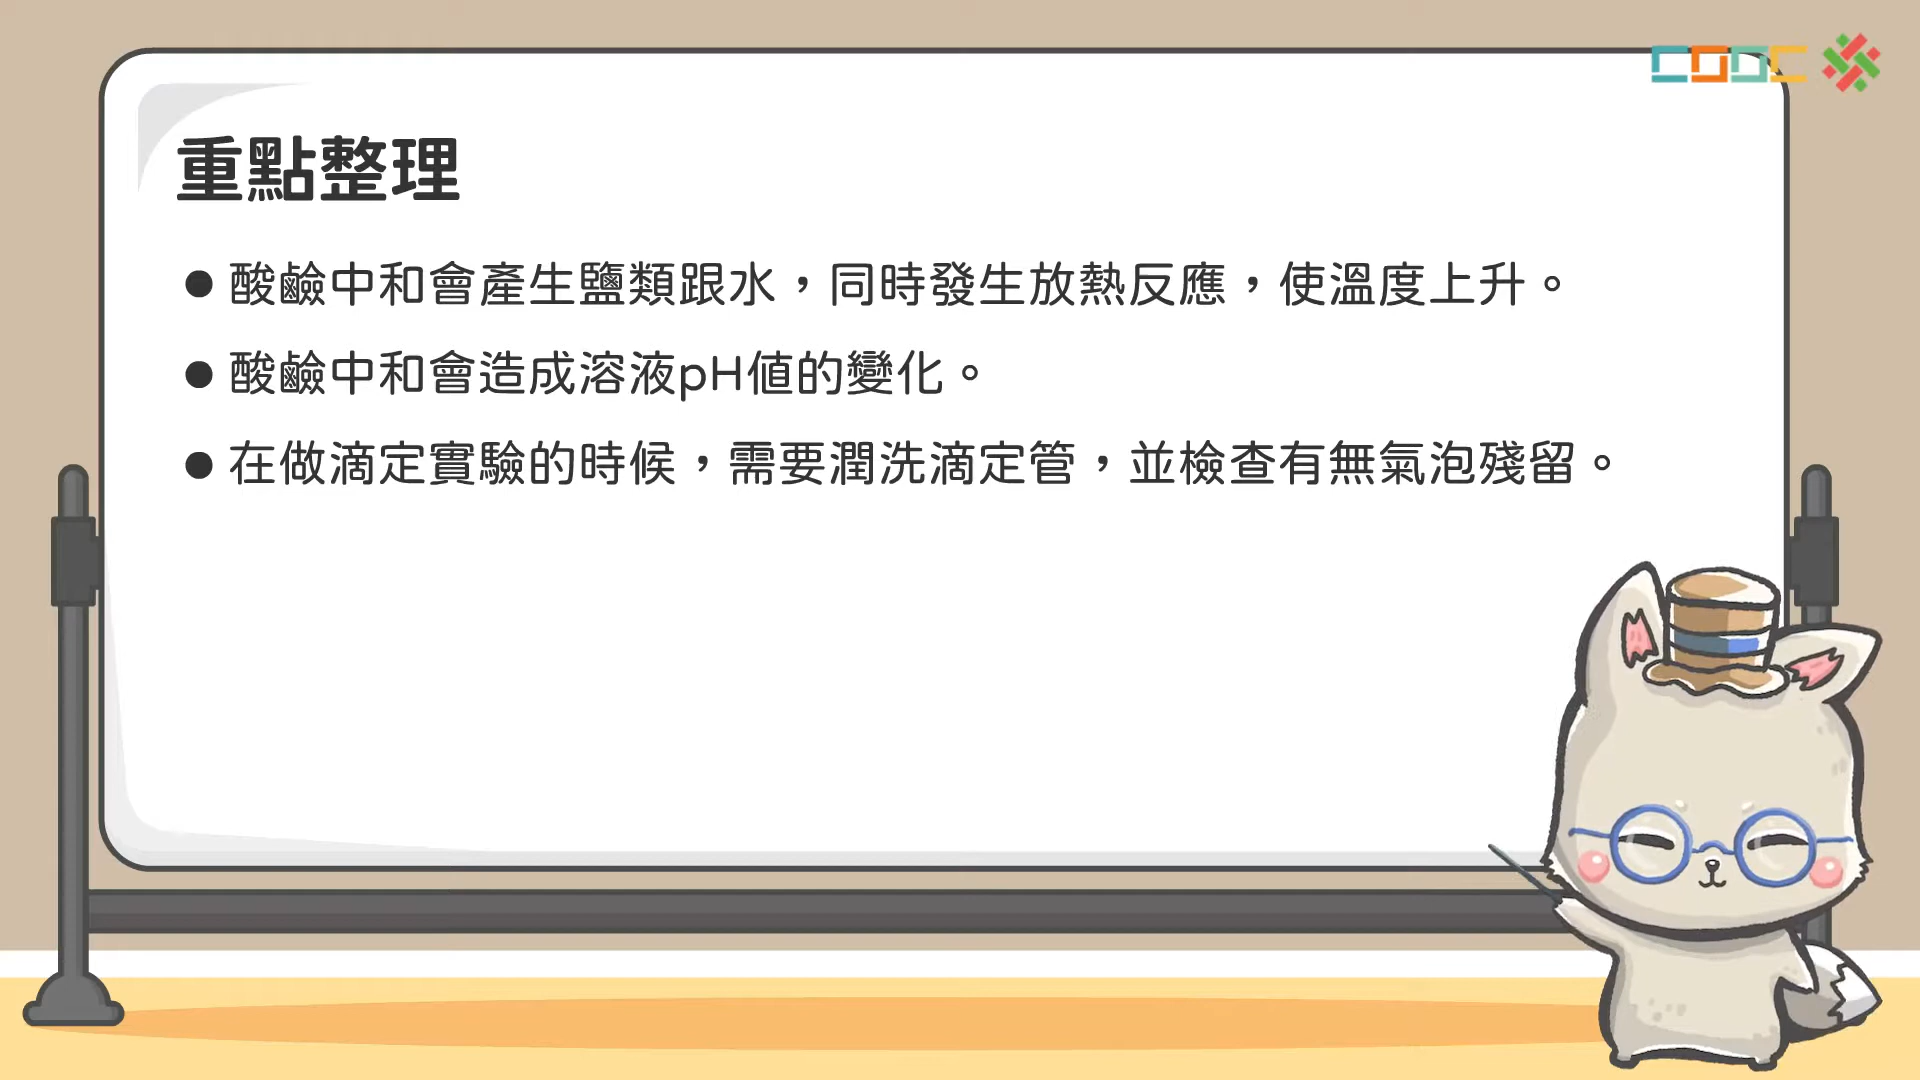 重點整理
●酸鹼中和會產生鹽類跟水，同時發生放熱反應，使溫度上升。
●酸鹼中和會造成溶液pH值的變化。
●在做滴定實驗的時候，需要潤洗滴定管，並檢查有無氣泡殘留。